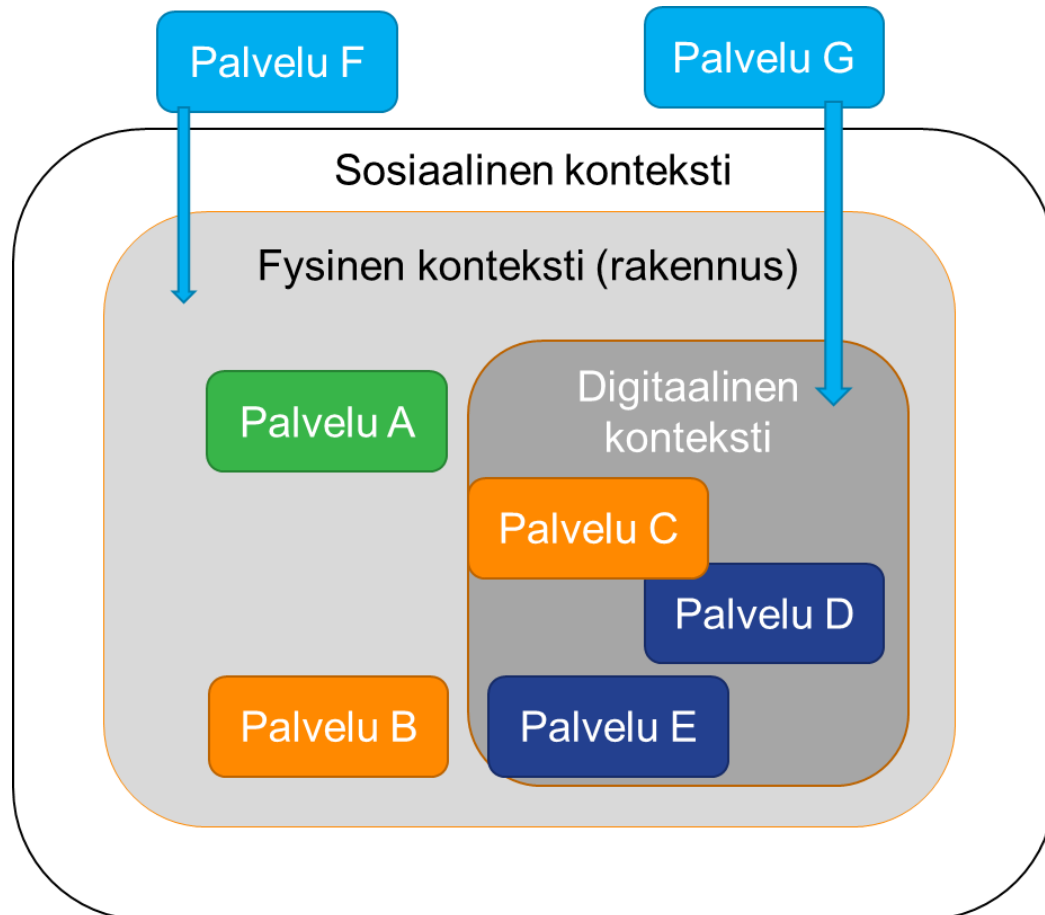 Palvelu F
Palvelu G
Sosiaalinen konteksti
Fysinen konteksti (rakennus)
Digitaalinen
konteksti
Palvelu A
Palvelu C
Palvelu D
Palvelu B
Palvelu E